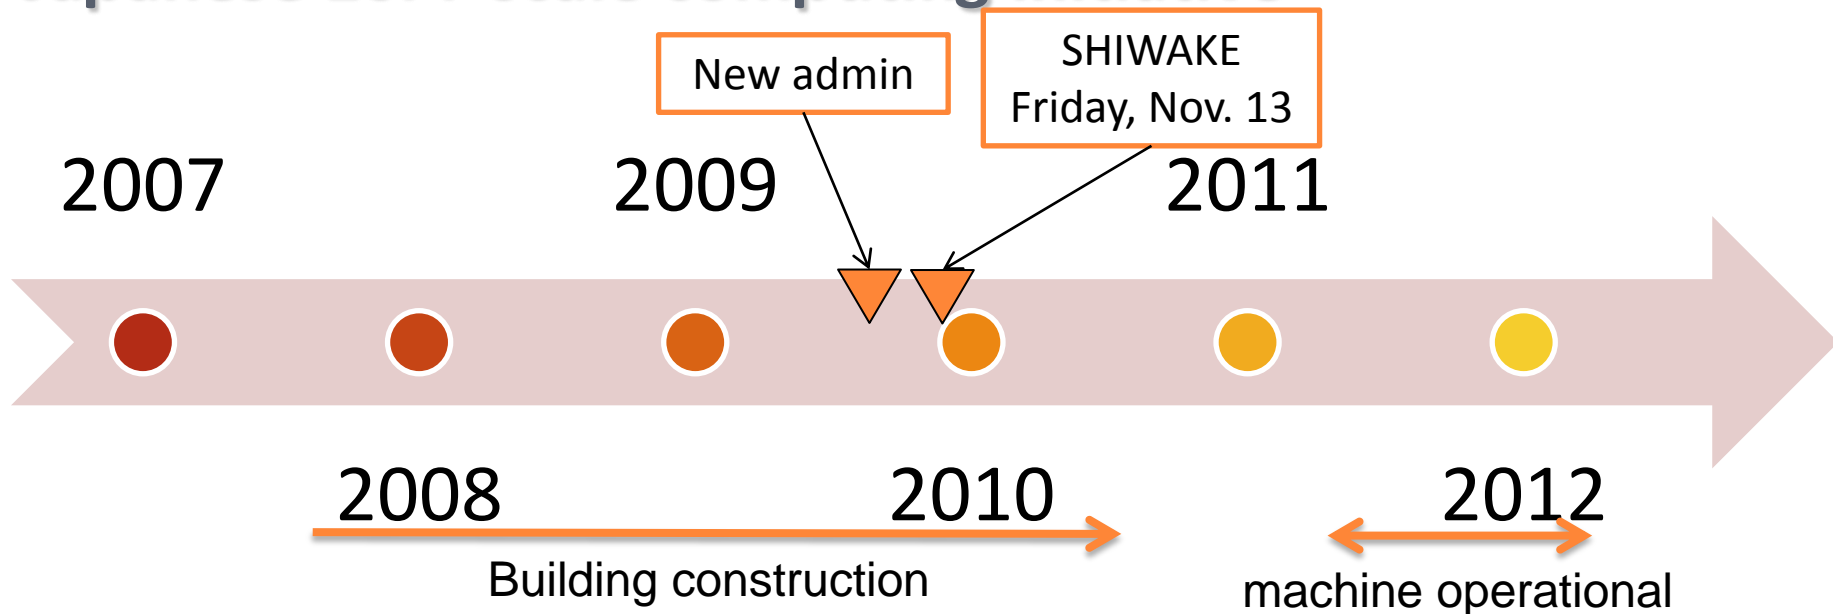 New admin
SHIWAKE
Friday, Nov. 13
2007
2009
2011
2008
2010
2012
Building construction
machine operational